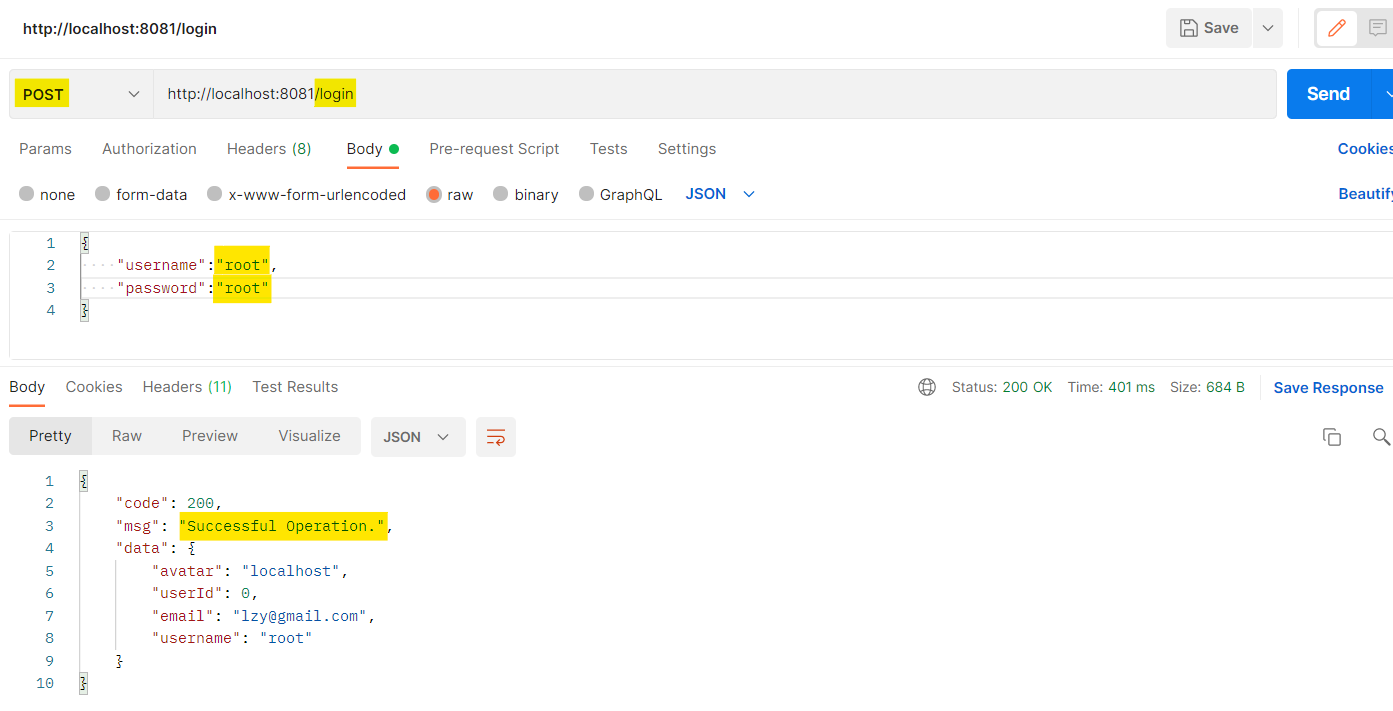 http://localhost:8081/login Save
POST http://localhost:8081/login Send
Params Authorization Headers (8) Body Pre-request Script Tests Settings Cookies
none form-data x-www-form-urlencoded raw binary GraphQL JSON Beautify
1 {
2 ····"username":"root",
3 ····"password":"root"
4 }
Body Cookies Headers (11) Test Results Status: 200 OK Time: 401 ms Size: 684 B Save Response
Pretty Raw Preview Visualize JSON
1 {
2 "code": 200,
3 "msg": "Successful Operation.",
4 "data": {
5 "avatar": "localhost",
6 "userId": 0,
7 "email": "lzy@gmail.com",
8 "username": "root"
9 }
10 }